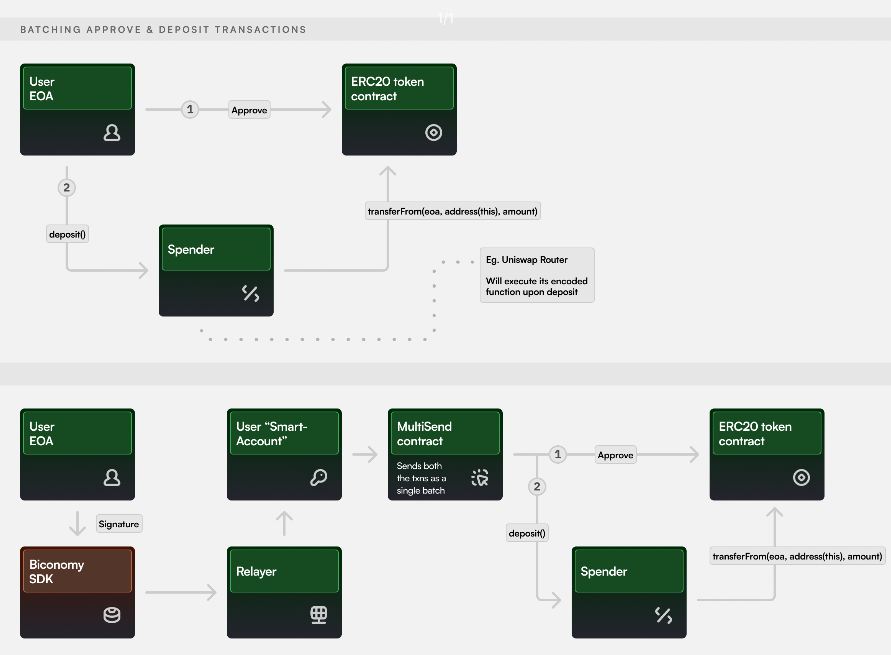 1/1
BATCHING APPROVE & DEPOSIT TRANSACTIONS
User
EOA
1
Approve
ERC20 token
contract
2
deposit()
transferFrom(eoa, address(this), amount)
Spender
Eg. Uniswap Router
Will execute its encoded
function upon deposit
User
EOA
User “Smart-
Account”
MultiSend
contract
Sends both
the txns as a
single batch
1
Approve
ERC20 token
contract
2
Signature
deposit()
transferFrom(eoa, address(this), amount)
Biconomy
SDK
Relayer
Spender